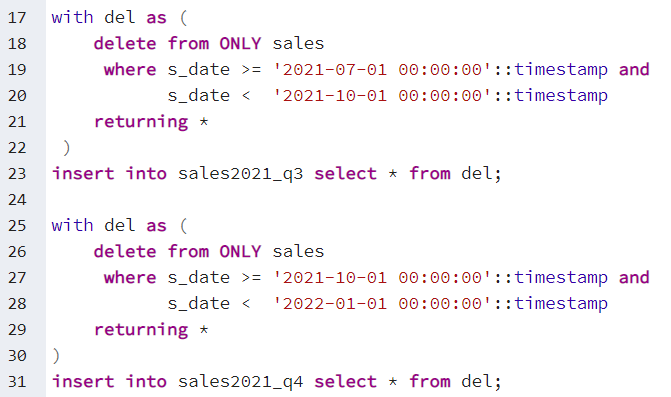 17 with del as (
18     delete from ONLY sales
19      where s_date >= '2021-07-01 00:00:00'::timestamp and
20            s_date <  '2021-10-01 00:00:00'::timestamp
21     returning *
22  )
23 insert into sales2021_q3 select * from del;
24
25 with del as (
26     delete from ONLY sales
27      where s_date >= '2021-10-01 00:00:00'::timestamp and
28            s_date <  '2022-01-01 00:00:00'::timestamp
29     returning *
30 )
31 insert into sales2021_q4 select * from del;